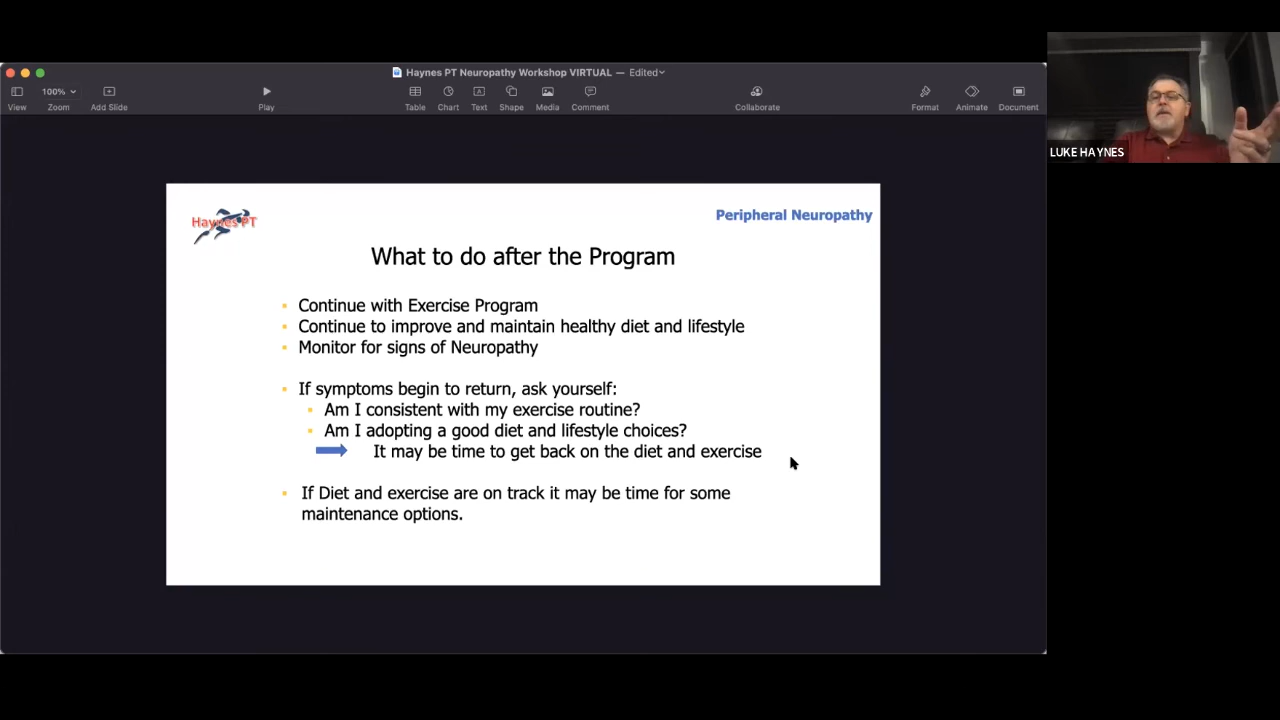 Haynes PT Neuropathy Workshop VIRTUAL — Edited
100%
View
Zoom
Add Slide
Play
Table
Chart
Text
Shape
Media
Comment
Collaborate
Format
Animate
Document
LUKE HAYNES
Haynes PT
Peripheral Neuropathy
What to do after the Program
Continue with Exercise Program
Continue to improve and maintain healthy diet and lifestyle
Monitor for signs of Neuropathy
If symptoms begin to return, ask yourself:
Am I consistent with my exercise routine?
Am I adopting a good diet and lifestyle choices?
It may be time to get back on the diet and exercise
If Diet and exercise are on track it may be time for some
maintenance options.